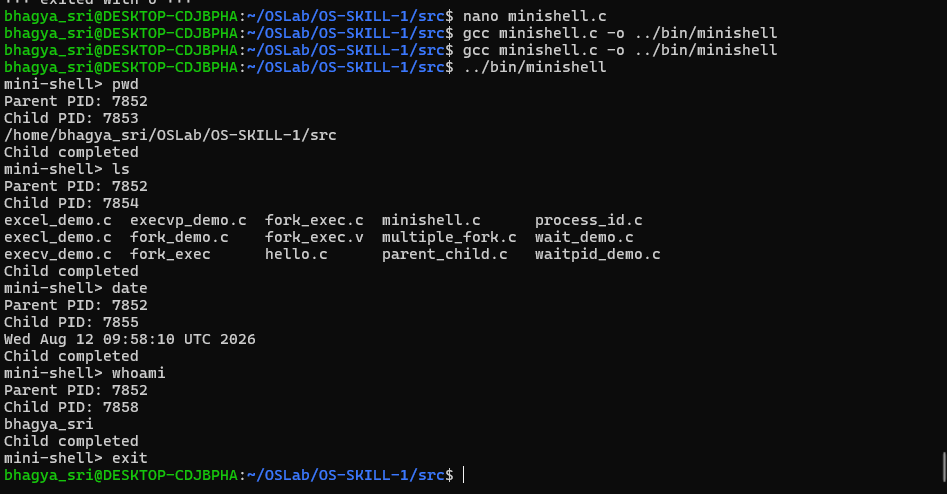 exited with 0
bhagya_sri@DESKTOP-CDJBPHA:~/OSLab/OS-SKILL-1/src$ nano minishell.c
bhagya_sri@DESKTOP-CDJBPHA:~/OSLab/OS-SKILL-1/src$ gcc minishell.c -o ../bin/minishell
bhagya_sri@DESKTOP-CDJBPHA:~/OSLab/OS-SKILL-1/src$ gcc minishell.c -o ../bin/minishell
bhagya_sri@DESKTOP-CDJBPHA:~/OSLab/OS-SKILL-1/src$ ../bin/minishell
mini-shell> pwd
Parent PID: 7852
Child PID: 7853
/home/bhagya_sri/OSLab/OS-SKILL-1/src
Child completed
mini-shell> ls
Parent PID: 7852
Child PID: 7854
excel_demo.c  execvp_demo.c  fork_exec.c  minishell.c      process_id.c
execl_demo.c  fork_demo.c    fork_exec.v  multiple_fork.c  wait_demo.c
execv_demo.c  fork_exec      hello.c      parent_child.c   waitpid_demo.c
Child completed
mini-shell> date
Parent PID: 7852
Child PID: 7855
Wed Aug 12 09:58:10 UTC 2026
Child completed
mini-shell> whoami
Parent PID: 7852
Child PID: 7858
bhagya_sri
Child completed
mini-shell> exit
bhagya_sri@DESKTOP-CDJBPHA:~/OSLab/OS-SKILL-1/src$